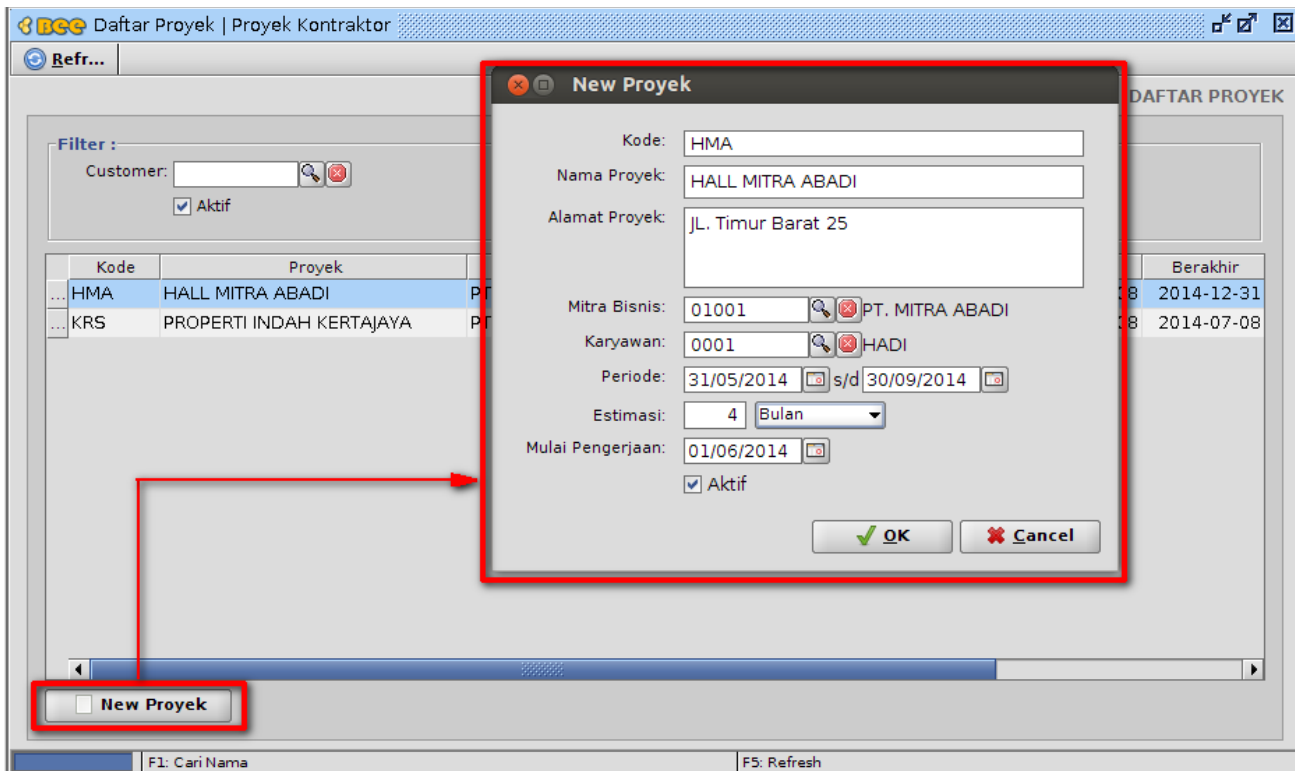 Bee Daftar Proyek | Proyek Kontraktor
Refr...
DAFTAR PROYEK
Filter :
Customer:
Aktif
Kode Proyek Berakhir
... HMA HALL MITRA ABADI PT 8 2014-12-31
... KRS PROPERTI INDAH KERTAJAYA PT 08 2014-07-08
New Proyek
Kode: HMA
Nama Proyek: HALL MITRA ABADI
Alamat Proyek: JL. Timur Barat 25
Mitra Bisnis: 01001 PT. MITRA ABADI
Karyawan: 0001 HADI
Periode: 31/05/2014 s/d 30/09/2014
Estimasi: 4 Bulan
Mulai Pengerjaan: 01/06/2014
Aktif
OK Cancel
New Proyek
F1: Cari Nama F5: Refresh